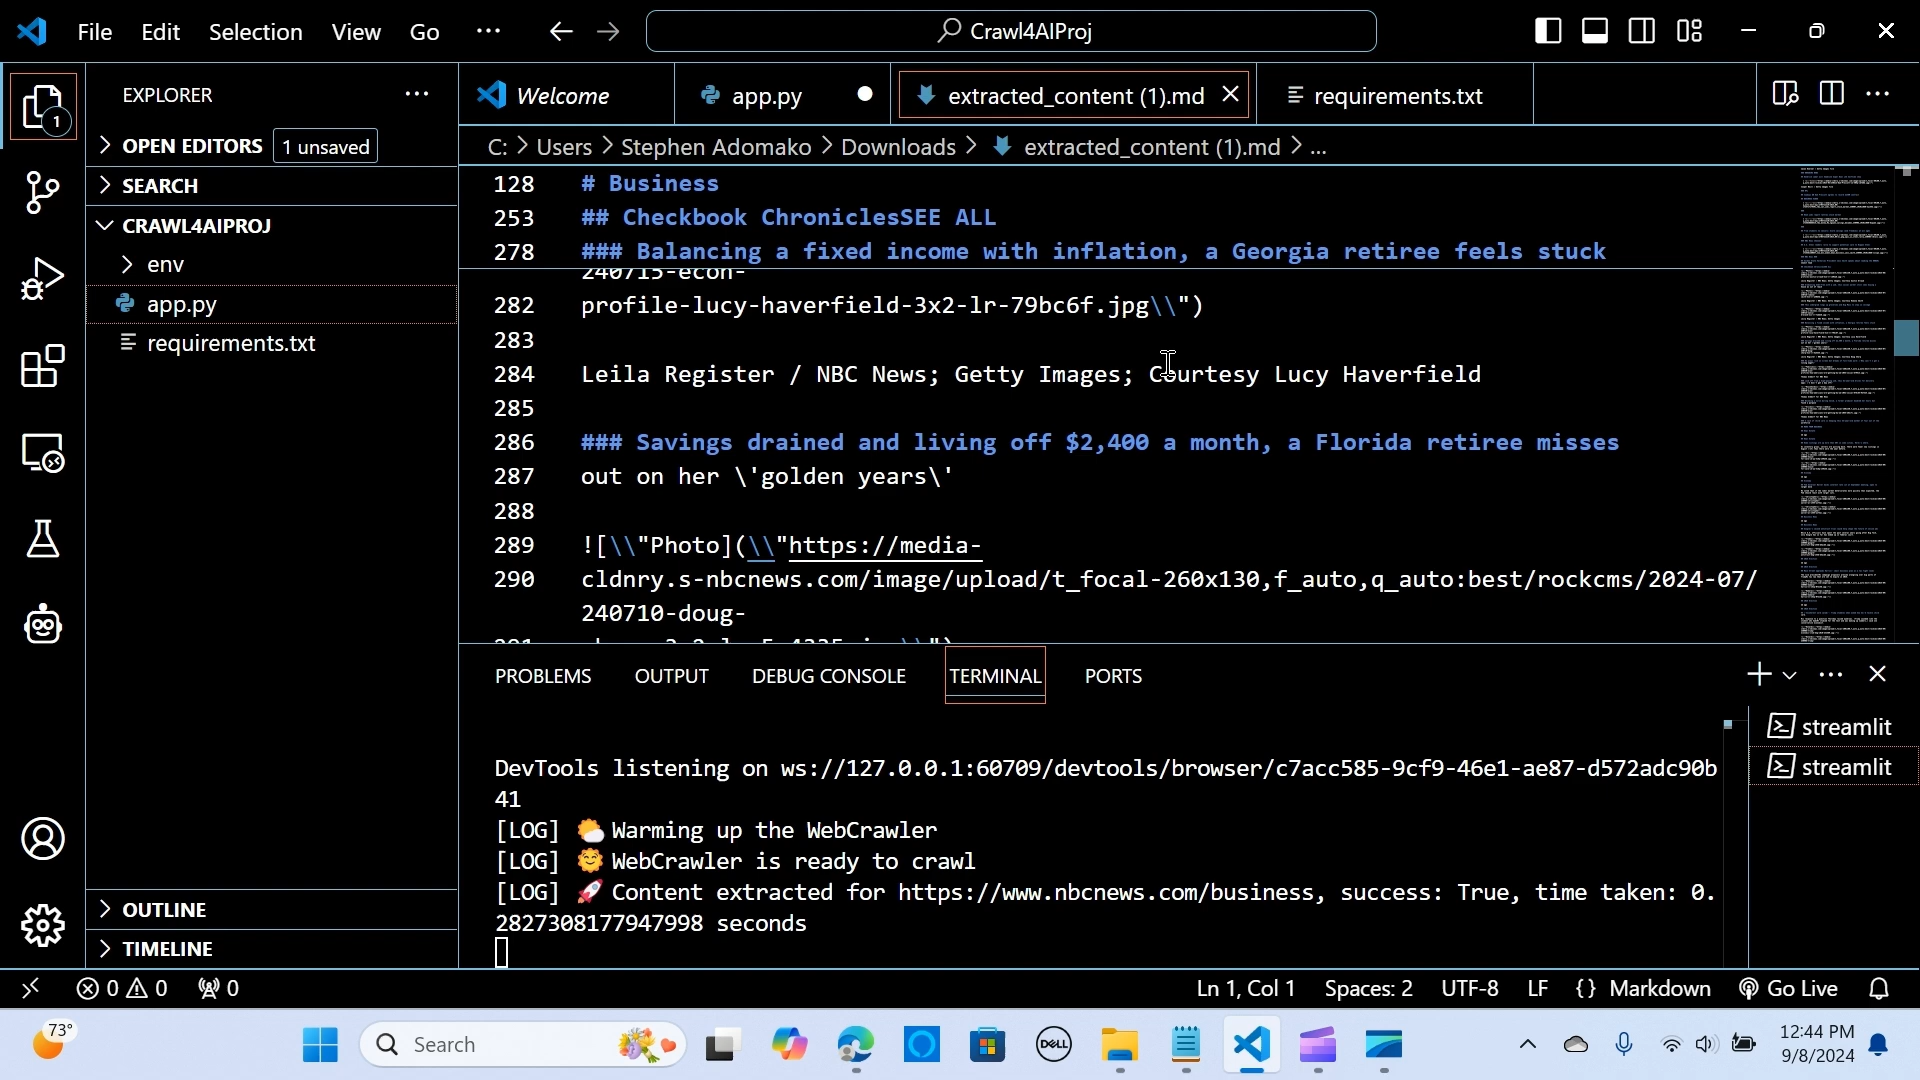 File Edit Selection View Go ··· Crawl4AIProj
EXPLORER ···
1
OPEN EDITORS 1 unsaved
SEARCH
CRAWL4AIPROJ
env
app.py
requirements.txt
OUTLINE
TIMELINE
Welcome app.py extracted_content (1).md requirements.txt ···
C: > Users > Stephen Adomako > Downloads > extracted_content (1).md > ...
128 # Business
253 ## Checkbook ChroniclesSEE ALL
278 ### Balancing a fixed income with inflation, a Georgia retiree feels stuck
240715-econ-
282 profile-lucy-haverfield-3x2-lr-79bc6f.jpg\\")
283
284 Leila Register / NBC News; Getty Images; Courtesy Lucy Haverfield
285
286 ### Savings drained and living off $2,400 a month, a Florida retiree misses
287 out on her \'golden years\'
288
289 ![\\"Photo](\\"https://media-
290 cldnry.s-nbcnews.com/image/upload/t_focal-260x130,f_auto,q_auto:best/rockcms/2024-07/
240710-doug-
PROBLEMS OUTPUT DEBUG CONSOLE TERMINAL PORTS ···
DevTools listening on ws://127.0.0.1:60709/devtools/browser/c7acc585-9cf9-46e1-ae87-d572adc90b
41
[LOG] 🌤️ Warming up the WebCrawler
[LOG] 🌞 WebCrawler is ready to crawl
[LOG] 🚀 Content extracted for https://www.nbcnews.com/business, success: True, time taken: 0.
2827308177947998 seconds
streamlit
streamlit
0 0 0 Ln 1, Col 1 Spaces: 2 UTF-8 LF {} Markdown Go Live
73° Search DELL 12:44 PM
9/8/2024